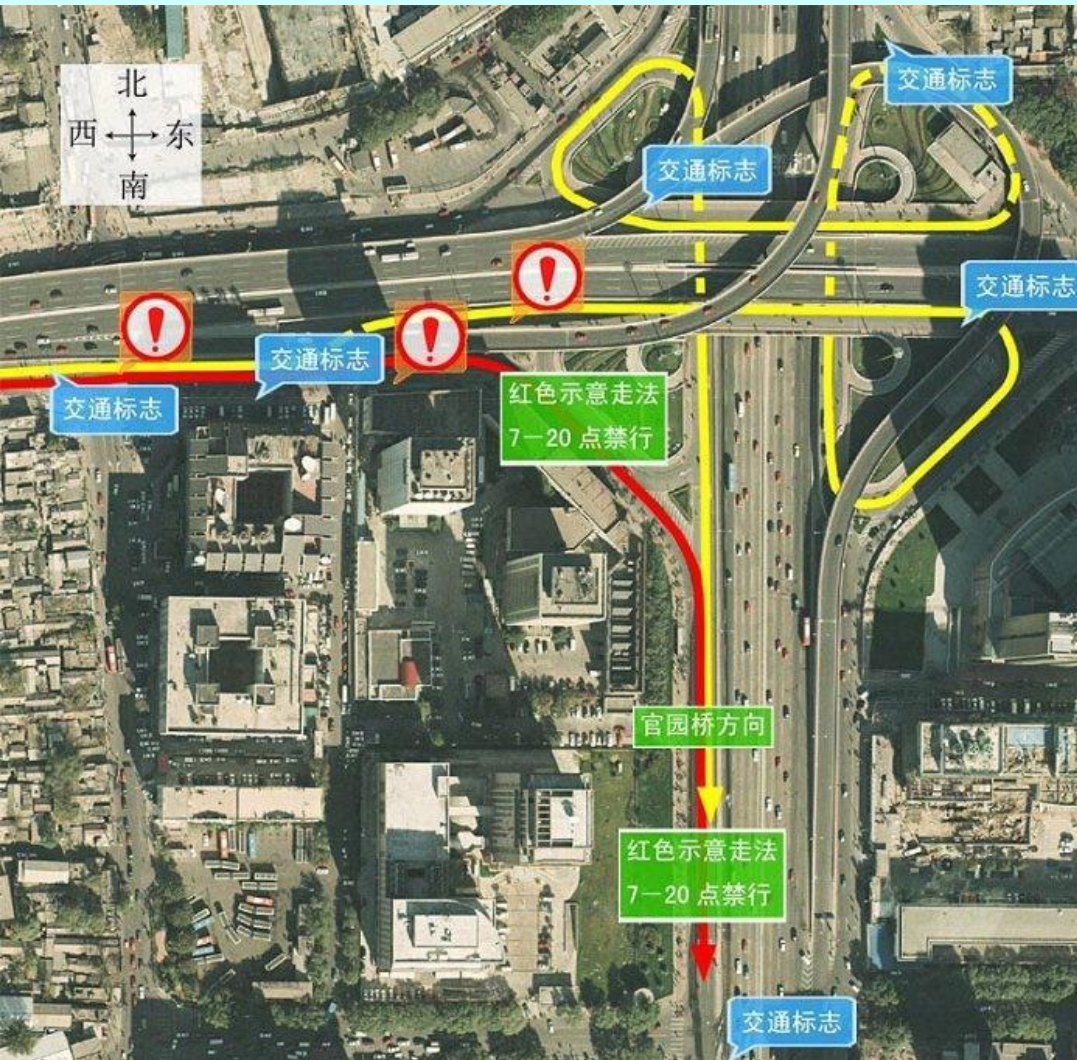 北
西 东
南
交通标志
交通标志
交通标志
交通标志
交通标志
红色示意走法
7－20 点禁行
官园桥方向
红色示意走法
7－20 点禁行
交通标志